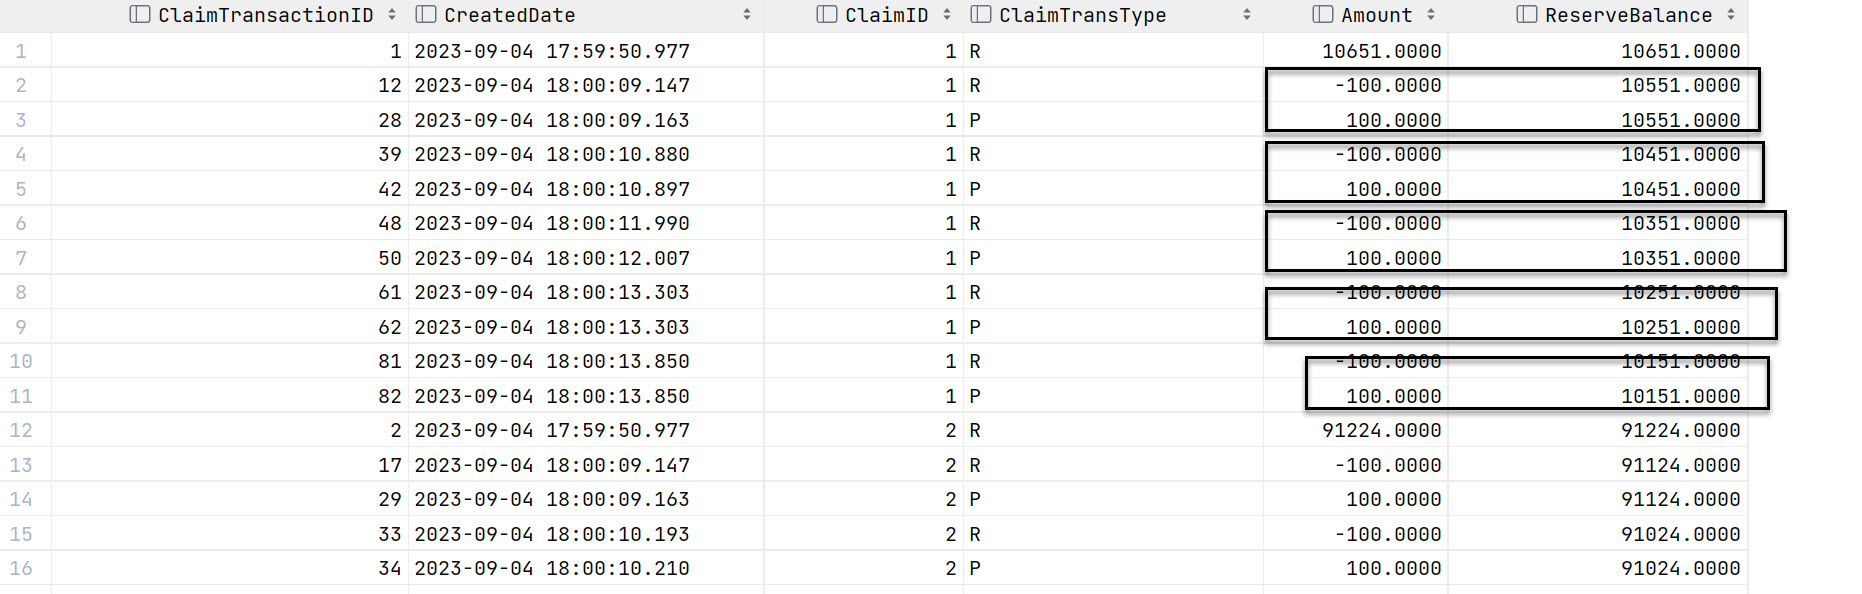 ClaimTransactionID CreatedDate ClaimID ClaimTransType Amount ReserveBalance
1 1 2023-09-04 17:59:50.977 1 R 10651.0000 10651.0000
2 12 2023-09-04 18:00:09.147 1 R -100.0000 10551.0000
3 28 2023-09-04 18:00:09.163 1 P 100.0000 10551.0000
4 39 2023-09-04 18:00:10.880 1 R -100.0000 10451.0000
5 42 2023-09-04 18:00:10.897 1 P 100.0000 10451.0000
6 48 2023-09-04 18:00:11.990 1 R -100.0000 10351.0000
7 50 2023-09-04 18:00:12.007 1 P 100.0000 10351.0000
8 61 2023-09-04 18:00:13.303 1 R -100.0000 10251.0000
9 62 2023-09-04 18:00:13.303 1 P 100.0000 10251.0000
10 81 2023-09-04 18:00:13.850 1 R -100.0000 10151.0000
11 82 2023-09-04 18:00:13.850 1 P 100.0000 10151.0000
12 2 2023-09-04 17:59:50.977 2 R 91224.0000 91224.0000
13 17 2023-09-04 18:00:09.147 2 R -100.0000 91124.0000
14 29 2023-09-04 18:00:09.163 2 P 100.0000 91124.0000
15 33 2023-09-04 18:00:10.193 2 R -100.0000 91024.0000
16 34 2023-09-04 18:00:10.210 2 P 100.0000 91024.0000